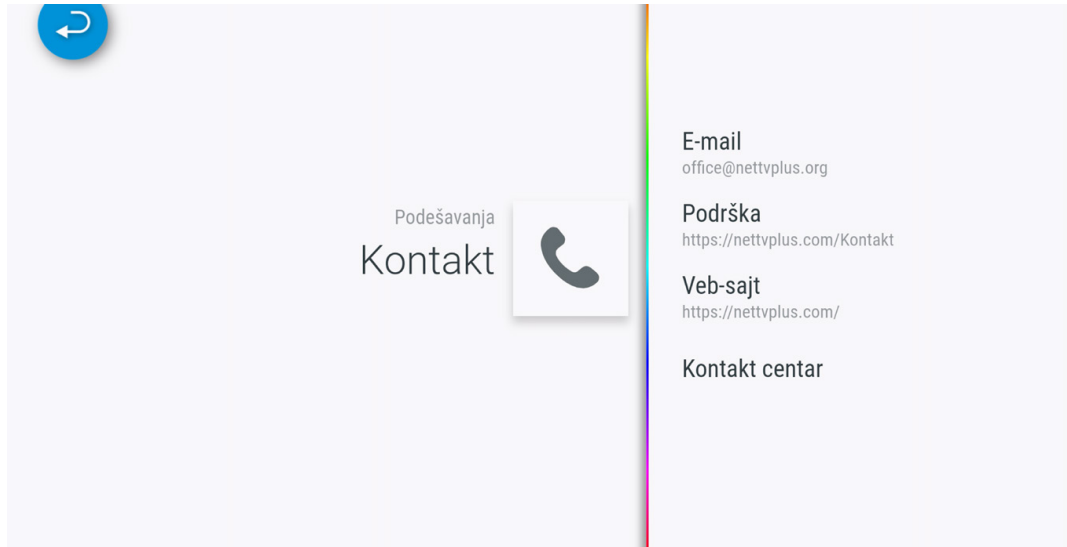 Podešavanja
Kontakt
E-mail
office@nettvplus.org
Podrška
https://nettvplus.com/Kontakt
Veb-sajt
https://nettvplus.com/
Kontakt centar